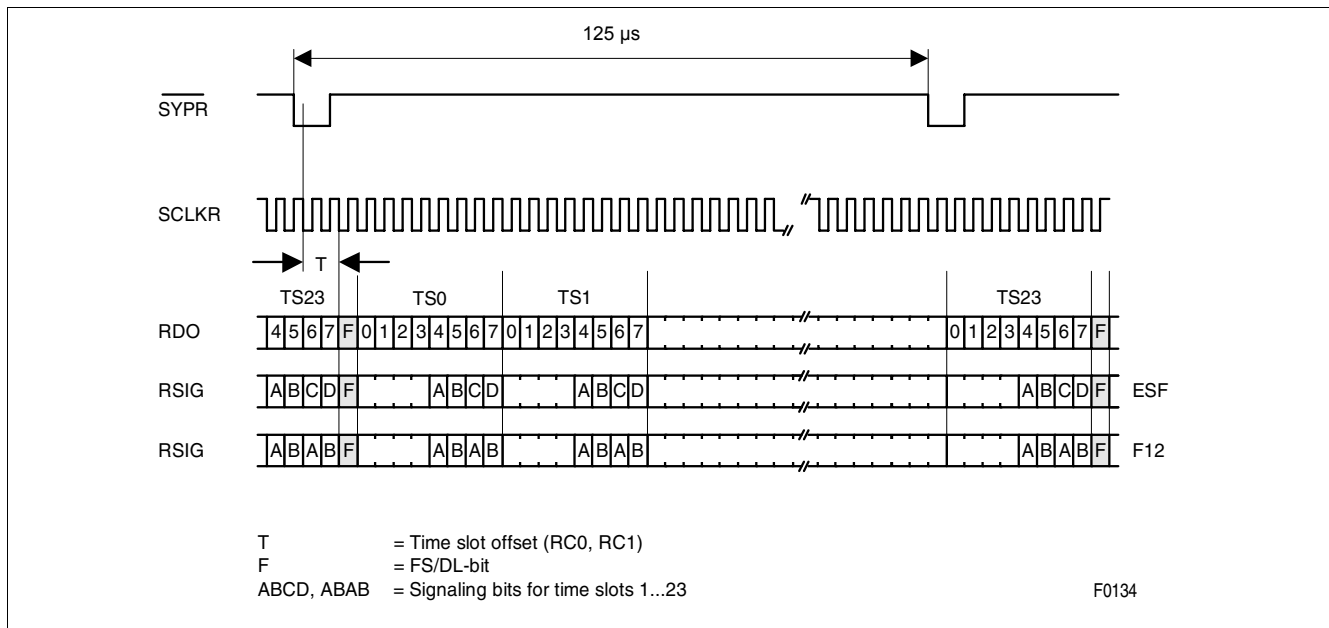 125 µs
SYPR
SCLKR
T
TS23 TS0 TS1 TS23
RDO 4 5 6 7 F 0 1 2 3 4 5 6 7 0 1 2 3 4 5 6 7 0 1 2 3 4 5 6 7 F
RSIG A B C D F A B C D A B C D A B C D F ESF
RSIG A B A B F A B A B A B A B A B A B F F12
T = Time slot offset (RC0, RC1)
F = FS/DL-bit
ABCD, ABAB = Signaling bits for time slots 1...23
F0134